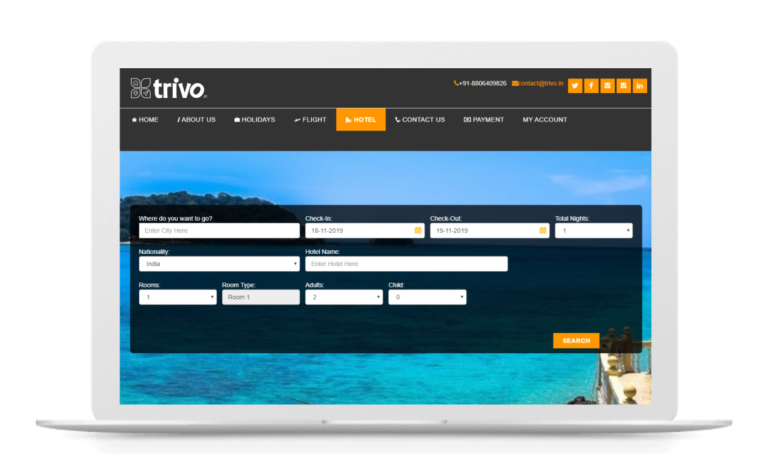 trivo
+91-8806409826 contact@trivo.in
HOME ABOUT US HOLIDAYS FLIGHT HOTEL CONTACT US PAYMENT MY ACCOUNT
Where do you want to go? Check-In: Check-Out: Total Nights:
Enter City Here 18-11-2019 19-11-2019 1
Nationality: Hotel Name:
India Enter Hotel Here
Rooms: Room Type: Adults: Child:
1 Room 1 2 0
SEARCH